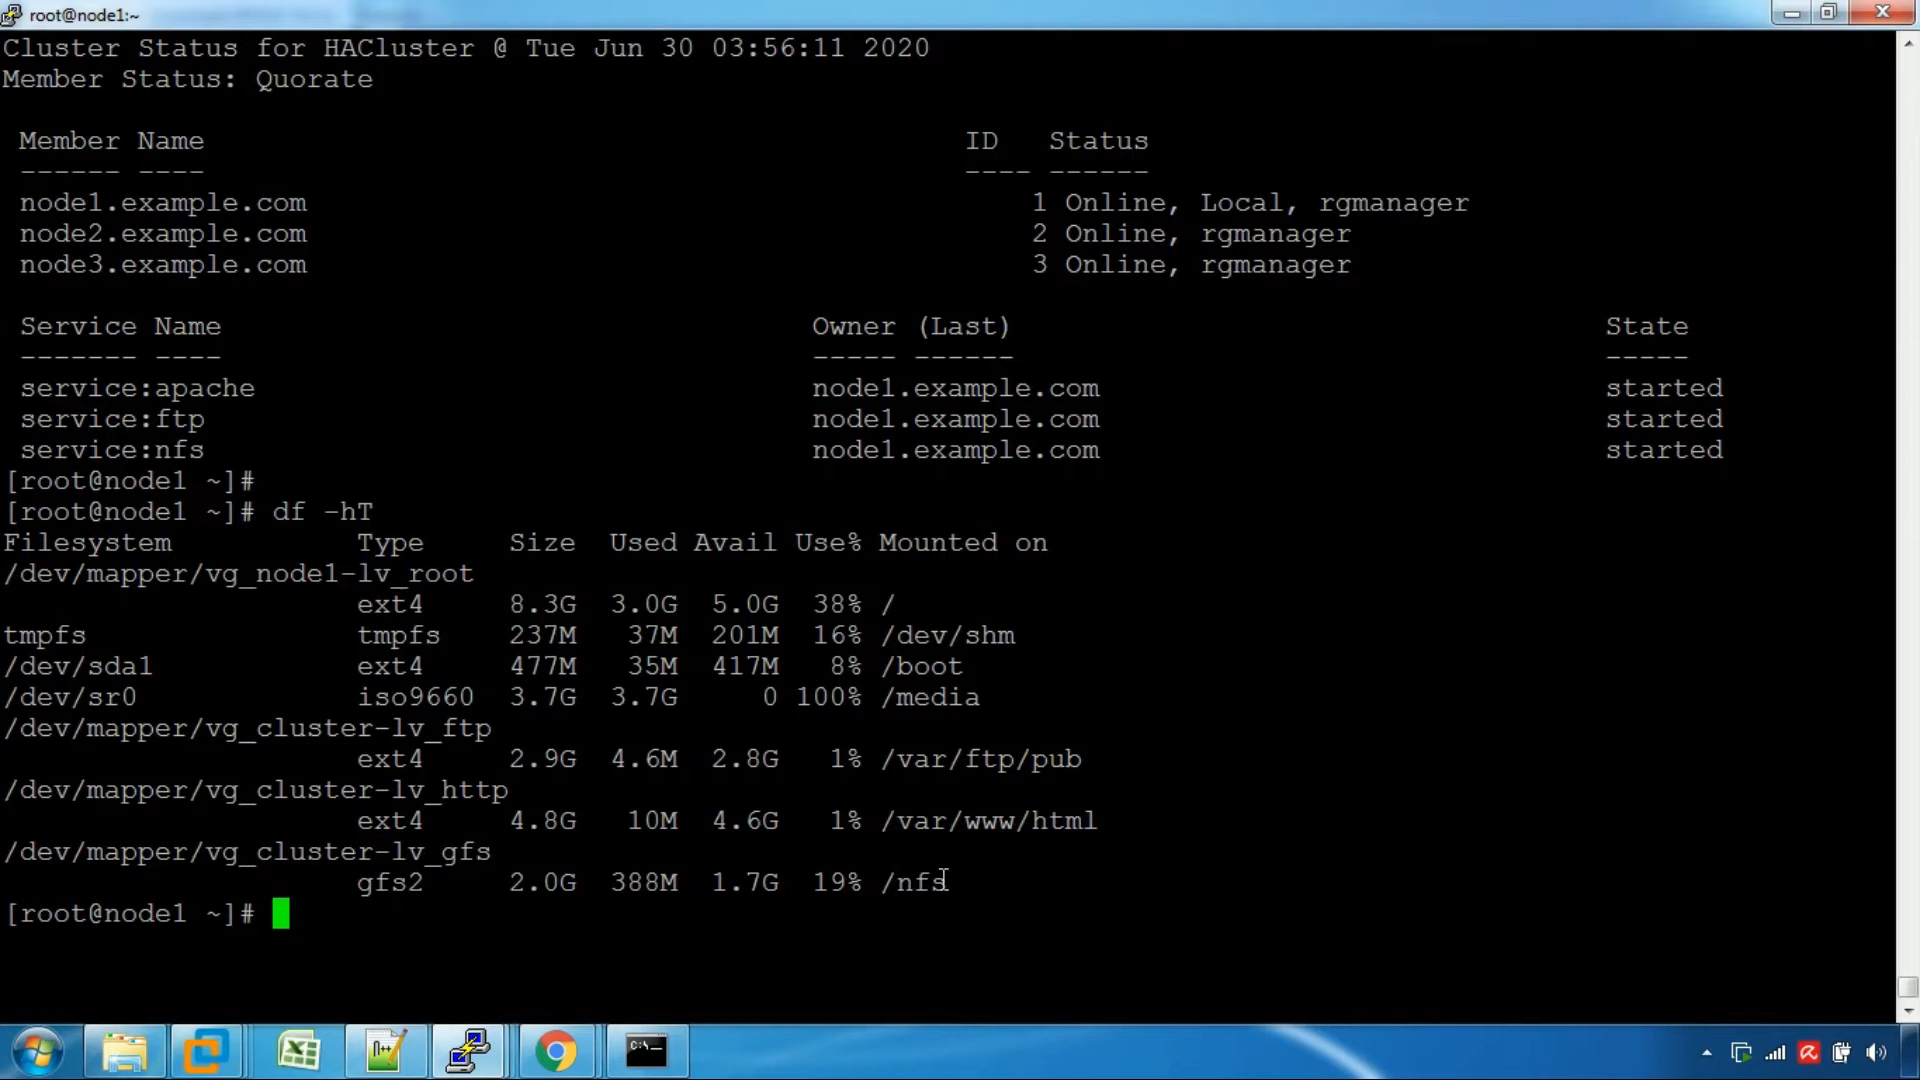 root@node1:~
Cluster Status for HACluster @ Tue Jun 30 03:56:11 2020
Member Status: Quorate
Member Name ID Status
------ ---- ---- ------
node1.example.com 1 Online, Local, rgmanager
node2.example.com 2 Online, rgmanager
node3.example.com 3 Online, rgmanager
Service Name Owner (Last) State
------- ---- ----- ------ -----
service:apache node1.example.com started
service:ftp node1.example.com started
service:nfs node1.example.com started
[root@node1 ~]#
[root@node1 ~]# df -hT
Filesystem Type Size Used Avail Use% Mounted on
/dev/mapper/vg_node1-lv_root
ext4 8.3G 3.0G 5.0G 38% /
tmpfs tmpfs 237M 37M 201M 16% /dev/shm
/dev/sda1 ext4 477M 35M 417M 8% /boot
/dev/sr0 iso9660 3.7G 3.7G 0 100% /media
/dev/mapper/vg_cluster-lv_ftp
ext4 2.9G 4.6M 2.8G 1% /var/ftp/pub
/dev/mapper/vg_cluster-lv_http
ext4 4.8G 10M 4.6G 1% /var/www/html
/dev/mapper/vg_cluster-lv_gfs
gfs2 2.0G 388M 1.7G 19% /nfs
[root@node1 ~]#
C:\